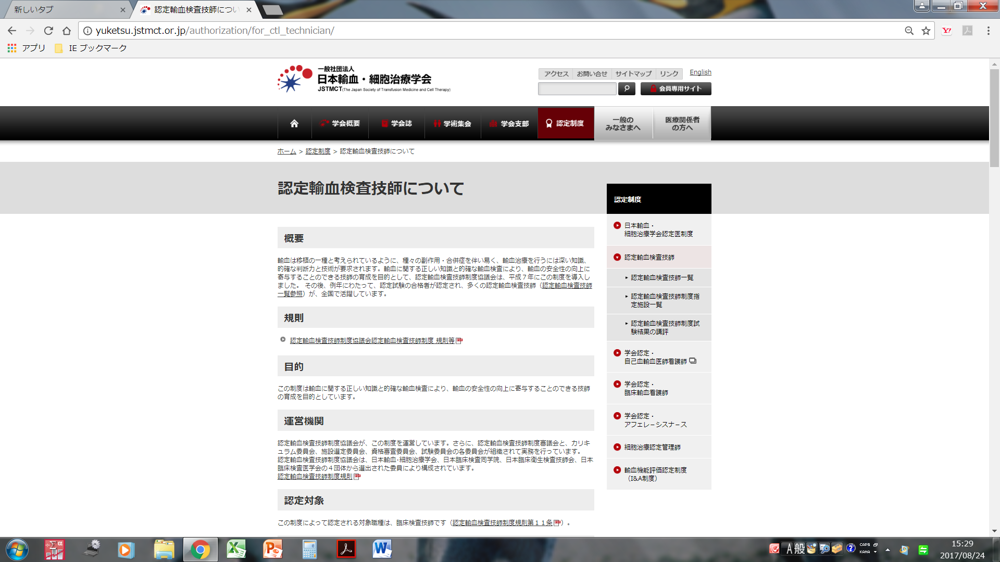 新しいタブ
認定輸血検査技師につい
yuketsu.jstmct.or.jp/authorization/for_ctl_technician/
アプリ
IE ブックマーク
一般社団法人
日本輸血・細胞治療学会
JSTMCT(The Japan Society of Transfusion Medicine and Cell Therapy)
アクセス お問い合せ サイトマップ リンク English
会員専用サイト
学会概要 学会誌 学術集会 学会支部 認定制度
一般の
みなさまへ
医療関係者
の方へ
ホーム > 認定制度 > 認定輸血検査技師について
認定輸血検査技師について
概要
輸血は移植の一種と考えられているように、種々の副作用・合併症を伴い易く、輸血治療を行うには深い知識、
的確な判断力と技術が要求されます。輸血に関する正しい知識と的確な輸血検査により、輸血の安全性の向上に
寄与することのできる技師の育成を目的として、認定輸血検査技師制度協議会は、平成７年にこの制度を導入し
ました。 その後、例年にわたって、認定試験の合格者が認定され、多くの認定輸血検査技師（認定輸血検査技師
一覧参照）が、全国で活躍しています。
規則
認定輸血検査技師制度協議会認定輸血検査技師制度 規則等
目的
この制度は輸血に関する正しい知識と的確な輸血検査により、輸血の安全性の向上に寄与することのできる技師
の育成を目的としています。
運営機関
認定輸血検査技師制度協議会が、この制度を運営しています。さらに、認定輸血検査技師制度審議会と、カリキ
ュラム委員会、施設選定委員会、資格審査委員会、試験委員会の各委員会が組織されて実務を行っています。
認定輸血検査技師制度協議会は、日本輸血･細胞治療学会、日本臨床検査同学院、日本臨床衛生検査技師会、日本
臨床検査医学会の４団体から選出された委員により構成されています。
認定輸血検査技師制度規則
認定対象
この制度によって認定される対象職種は、臨床検査技師です（認定輸血検査技師制度規則第１１条）。
認定制度
日本輸血・
細胞治療学会認定医制度
認定輸血検査技師
認定輸血検査技師一覧
認定輸血検査技師制度指
定施設一覧
認定輸血検査技師制度試
験結果の講評
学会認定・
自己血輸血医師看護師
学会認定・
臨床輸血看護師
学会認定・
アフェレーシスナース
細胞治療認定管理師
輸血機能評価認定制度
（I&A制度）
A 般
CAPS
KANA
15:29
2017/08/24